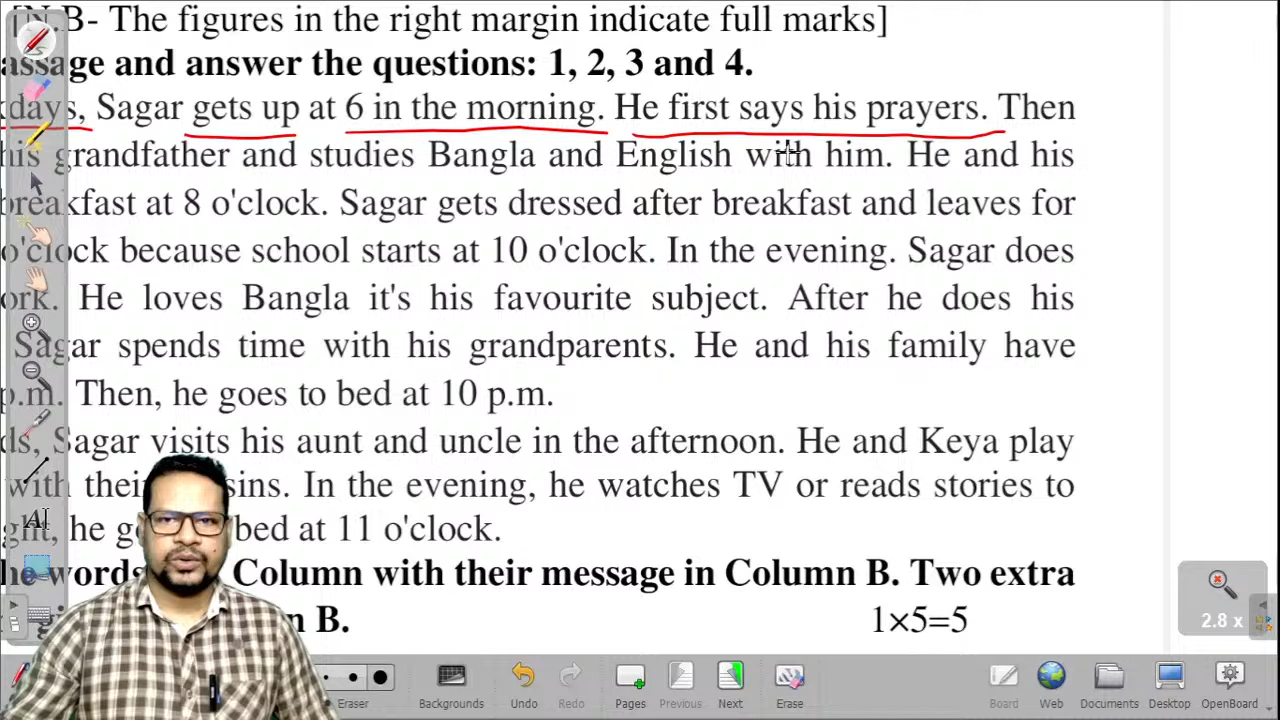 [N.B- The figures in the right margin indicate full marks]
assage and answer the questions: 1, 2, 3 and 4.
kdays, Sagar gets up at 6 in the morning. He first says his prayers. Then
his grandfather and studies Bangla and English with him. He and his
breakfast at 8 o'clock. Sagar gets dressed after breakfast and leaves for
o'clock because school starts at 10 o'clock. In the evening. Sagar does
ork. He loves Bangla it's his favourite subject. After he does his
Sagar spends time with his grandparents. He and his family have
p.m. Then, he goes to bed at 10 p.m.
ds, Sagar visits his aunt and uncle in the afternoon. He and Keya play
with their sins. In the evening, he watches TV or reads stories to
ght, he g bed at 11 o'clock.
he words Column with their message in Column B. Two extra
n B. 1×5=5
2.8 x
Eraser Backgrounds Undo Redo Pages Previous Next Erase Board Web Documents Desktop OpenBoard